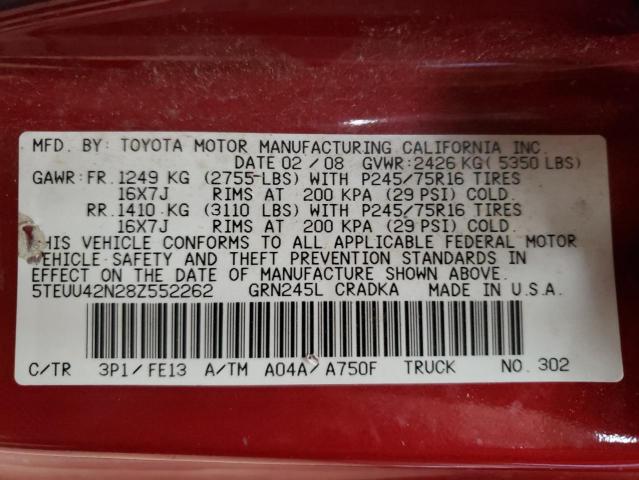 MFD. BY: TOYOTA MOTOR MANUFACTURING CALIFORNIA INC.
DATE 02 / 08 GVWR: 2426 KG ( 5350 LBS)
GAWR: FR. 1249 KG (2755 LBS) WITH P245/75R16 TIRES
16X7J RIMS AT 200 KPA (29 PSI) COLD.
RR. 1410 KG (3110 LBS) WITH P245/75R16 TIRES
16X7J RIMS AT 200 KPA (29 PSI) COLD.
THIS VEHICLE CONFORMS TO ALL APPLICABLE FEDERAL MOTOR
VEHICLE SAFETY AND THEFT PREVENTION STANDARDS IN
EFFECT ON THE DATE OF MANUFACTURE SHOWN ABOVE.
5TEUU42N28Z552262 GRN245L CRADKA MADE IN U.S.A.
C/TR 3P1 / FE13 A/TM A04A / A750F TRUCK NO. 302